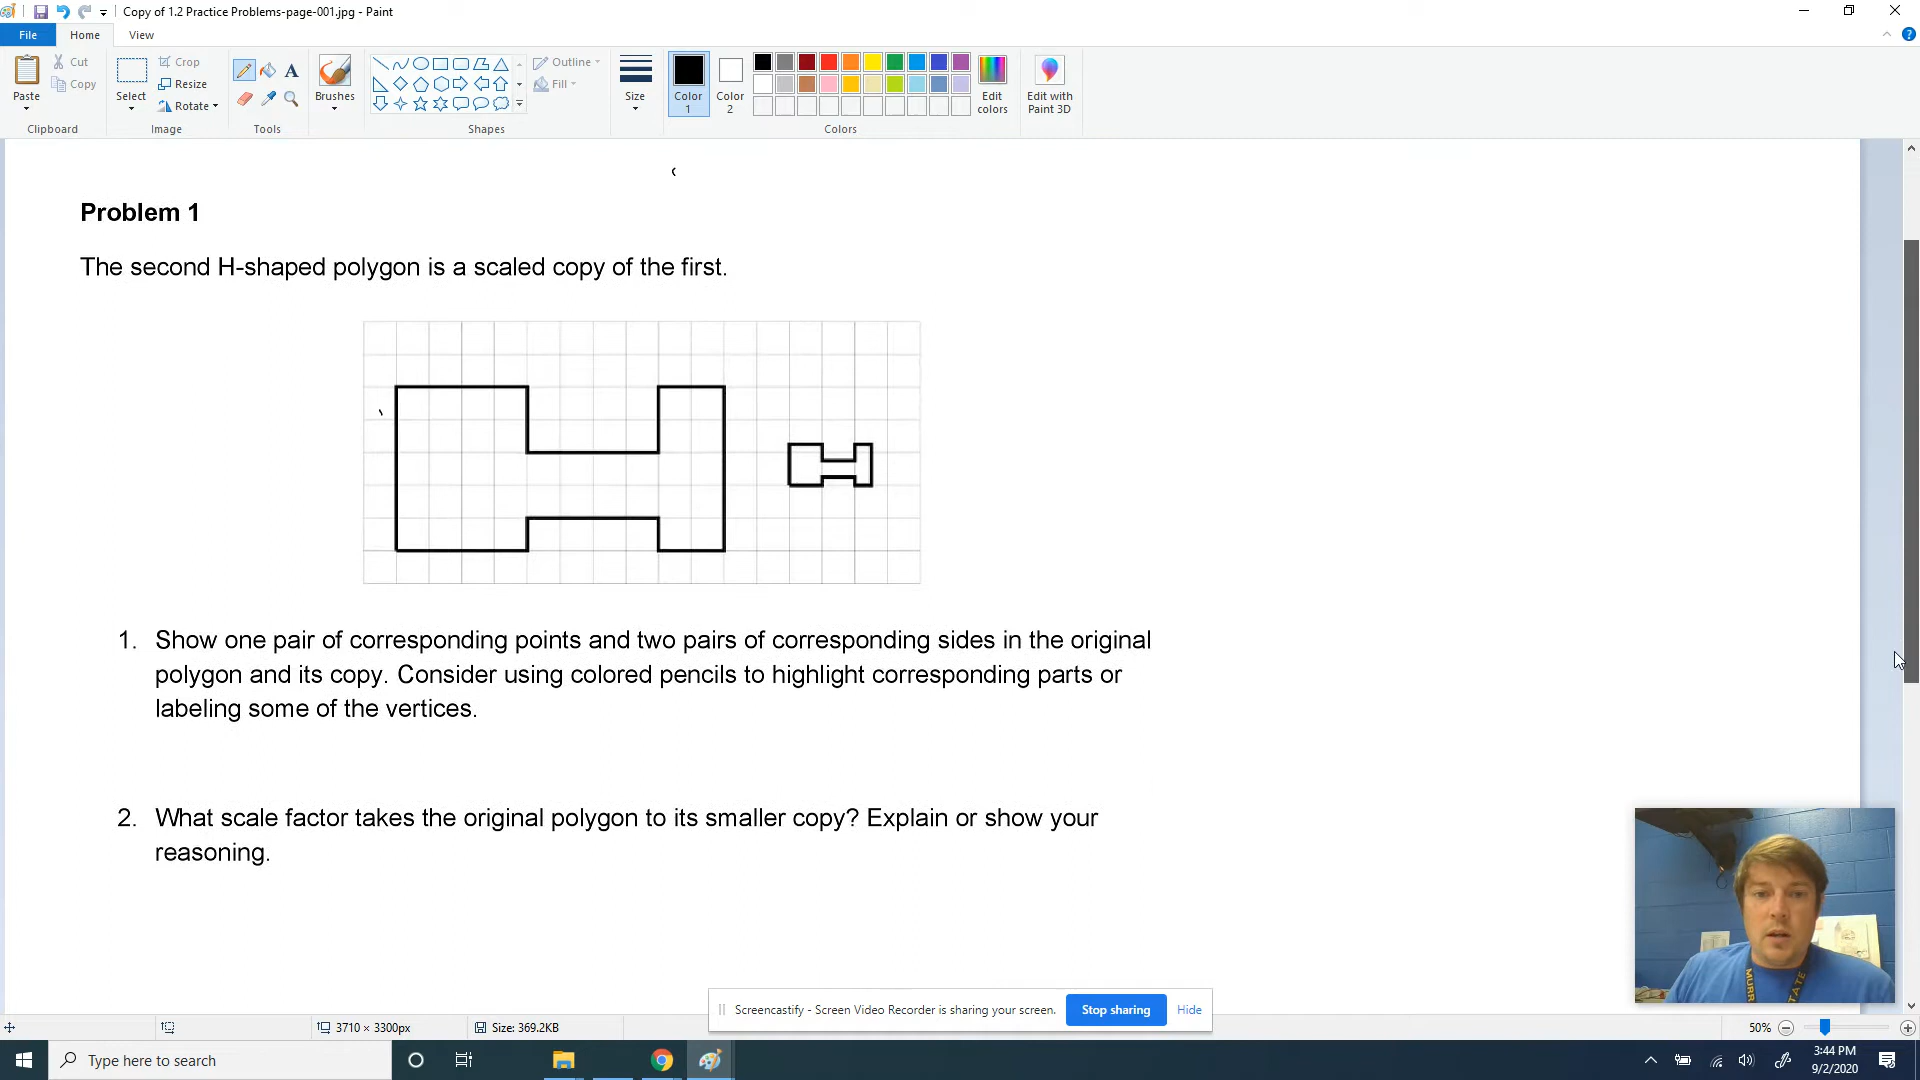 Copy of 1.2 Practice Problems-page-001.jpg - Paint
File Home View
Paste
Cut
Copy
Clipboard
Select
Crop
Resize
Rotate
Image
Tools
Brushes
Outline
Fill
Shapes
Size
Color 1
Color 2
Edit colors
Colors
Edit with Paint 3D
Problem 1
The second H-shaped polygon is a scaled copy of the first.
1. Show one pair of corresponding points and two pairs of corresponding sides in the original
polygon and its copy. Consider using colored pencils to highlight corresponding parts or
labeling some of the vertices.
2. What scale factor takes the original polygon to its smaller copy? Explain or show your
reasoning.
Screencastify - Screen Video Recorder is sharing your screen. Stop sharing Hide
3710 × 3300px Size: 369.2KB 50%
Type here to search
3:44 PM
9/2/2020